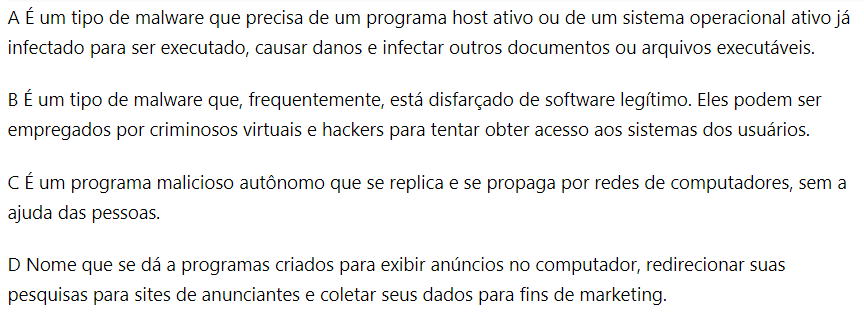 A É um tipo de malware que precisa de um programa host ativo ou de um sistema operacional ativo já
infectado para ser executado, causar danos e infectar outros documentos ou arquivos executáveis.
B É um tipo de malware que, frequentemente, está disfarçado de software legítimo. Eles podem ser
empregados por criminosos virtuais e hackers para tentar obter acesso aos sistemas dos usuários.
C É um programa malicioso autônomo que se replica e se propaga por redes de computadores, sem a
ajuda das pessoas.
D Nome que se dá a programas criados para exibir anúncios no computador, redirecionar suas
pesquisas para sites de anunciantes e coletar seus dados para fins de marketing.